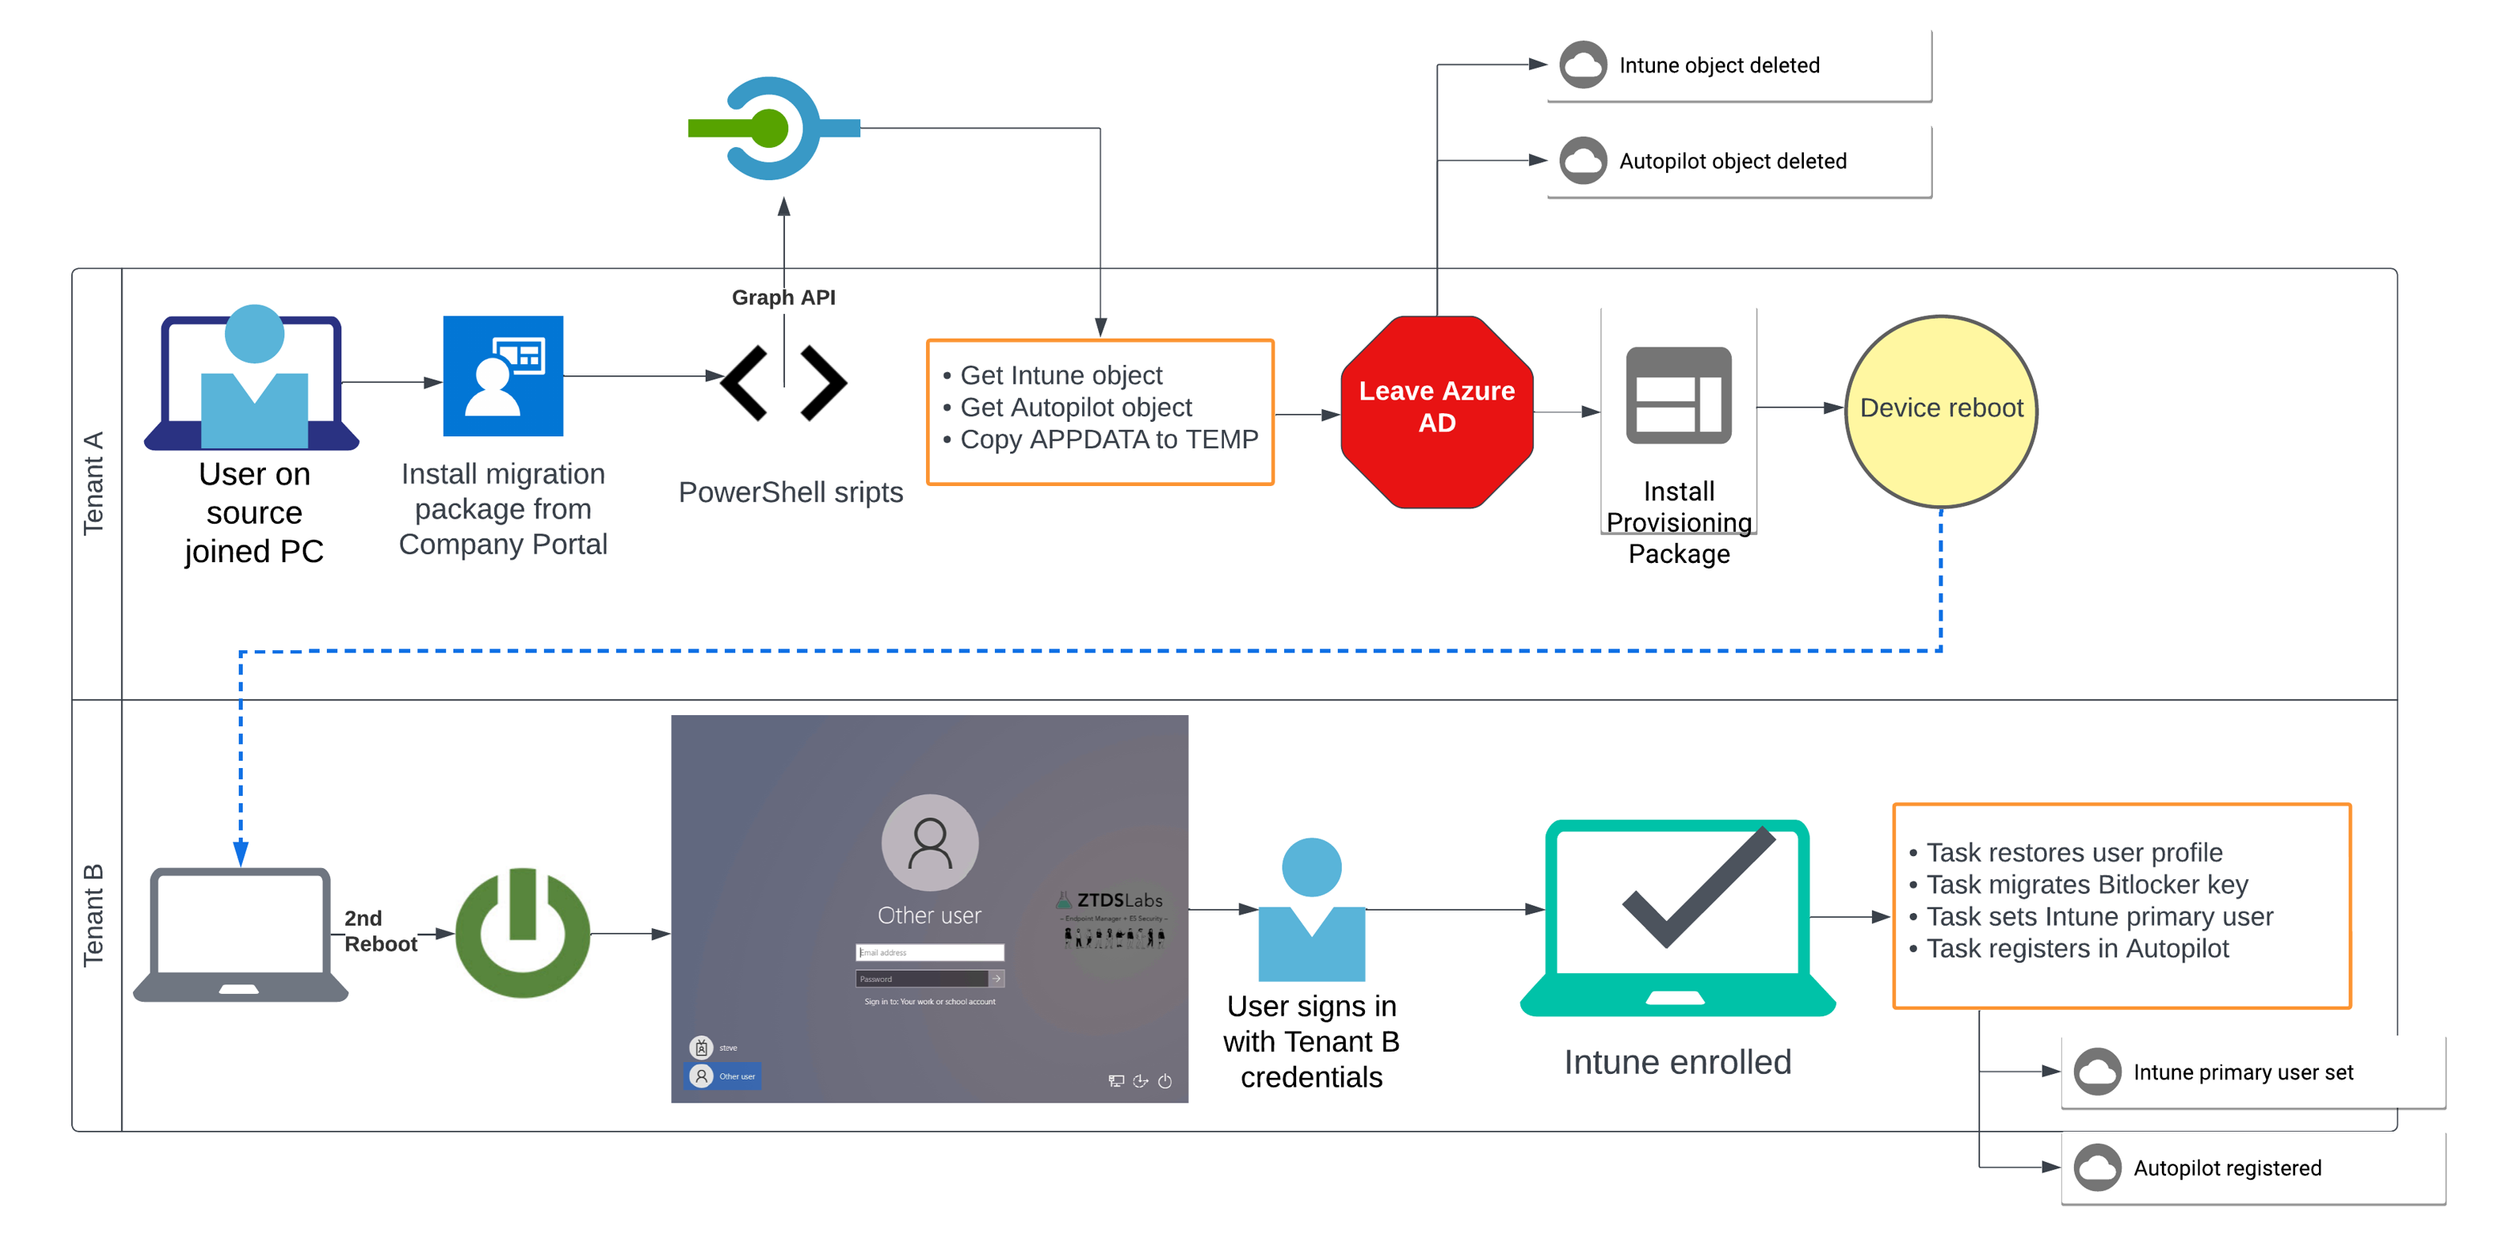 Intune object deleted
Autopilot object deleted
Graph API
Tenant A
User on
source
joined PC
Install migration
package from
Company Portal
PowerShell sripts
• Get Intune object
• Get Autopilot object
• Copy APPDATA to TEMP
Leave Azure
AD
Install
Provisioning
Package
Device reboot
Tenant B
2nd
Reboot
Other user
Email address
Password
Sign in to: Your work or school account
steve
Other user
ZTDSLabs
– Endpoint Manager + E5 Security –
User signs in
with Tenant B
credentials
Intune enrolled
• Task restores user profile
• Task migrates Bitlocker key
• Task sets Intune primary user
• Task registers in Autopilot
Intune primary user set
Autopilot registered